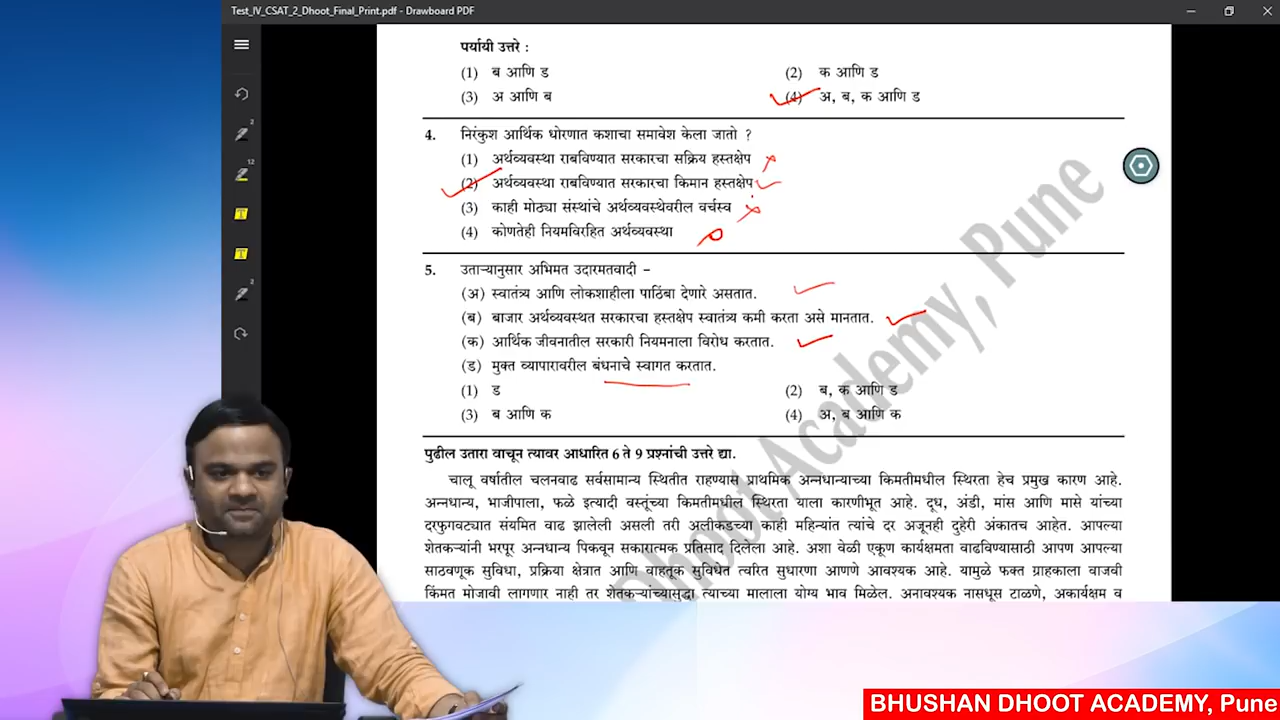 Test_IV_CSAT_2_Dhoot_Final_Print.pdf - Drawboard PDF
पर्यायी उत्तरे :
(1) ब आणि ड (2) क आणि ड
(3) अ आणि ब (4) अ, ब, क आणि ड
4. निरंकुश आर्थिक धोरणात कशाचा समावेश केला जातो ?
(1) अर्थव्यवस्था राबविण्यात सरकारचा सक्रिय हस्तक्षेप
(2) अर्थव्यवस्था राबविण्यात सरकारचा किमान हस्तक्षेप
(3) काही मोठ्या संस्थांचे अर्थव्यवस्थेवरील वर्चस्व
(4) कोणतेही नियमविरहित अर्थव्यवस्था
5. उताऱ्यानुसार अभिमत उदारमतवादी –
(अ) स्वातंत्र्य आणि लोकशाहीला पाठिंबा देणारे असतात.
(ब) बाजार अर्थव्यवस्थत सरकारचा हस्तक्षेप स्वातंत्र्य कमी करता असे मानतात.
(क) आर्थिक जीवनातील सरकारी नियमनाला विरोध करतात.
(ड) मुक्त व्यापारावरील बंधनाचे स्वागत करतात.
(1) ड (2) ब, क आणि ड
(3) ब आणि क (4) अ, ब आणि क
पुढील उतारा वाचून त्यावर आधारित 6 ते 9 प्रश्नांची उत्तरे द्या.
चालू वर्षातील चलनवाढ सर्वसामान्य स्थितीत राहण्यास प्राथमिक अन्नधान्याच्या किमतीमधील स्थिरता हेच प्रमुख कारण आहे.
अन्नधान्य, भाजीपाला, फळे इत्यादी वस्तूंच्या किमतीमधील स्थिरता याला कारणीभूत आहे. दूध, अंडी, मांस आणि मासे यांच्या
दरफुगवट्यात संयमित वाढ झालेली असली तरी अलीकडच्या काही महिन्यांत त्यांचे दर अजूनही दुहेरी अंकातच आहेत. आपल्या
शेतकऱ्यांनी भरपूर अन्नधान्य पिकवून सकारात्मक प्रतिसाद दिलेला आहे. अशा वेळी एकूण कार्यक्षमता वाढविण्यासाठी आपण आपल्या
साठवणूक सुविधा, प्रक्रिया क्षेत्रात आणि वाहतूक सुविधेत त्वरित सुधारणा आणणे आवश्यक आहे. यामुळे फक्त ग्राहकाला वाजवी
किंमत मोजावी लागणार नाही तर शेतकऱ्यांच्यासुद्धा त्याच्या मालाला योग्य भाव मिळेल. अनावश्यक नासधूस टाळणे, अकार्यक्षम व
Dhoot Academy, Pune
BHUSHAN DHOOT ACADEMY, Pune